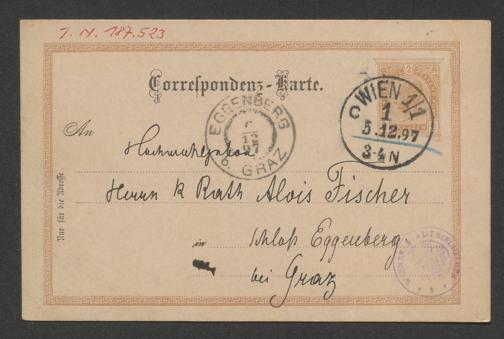 I. N. 187.523
Correspondenz-Karte.
WIEN 1/1
C 1
5.12.97
3-4 N
EGGENBERG
b. GRAZ
An
Hochwohlgeboren
Herrn k Rath Alois Fischer
in Schloß Eggenberg
bei Graz
Nur für die Adresse